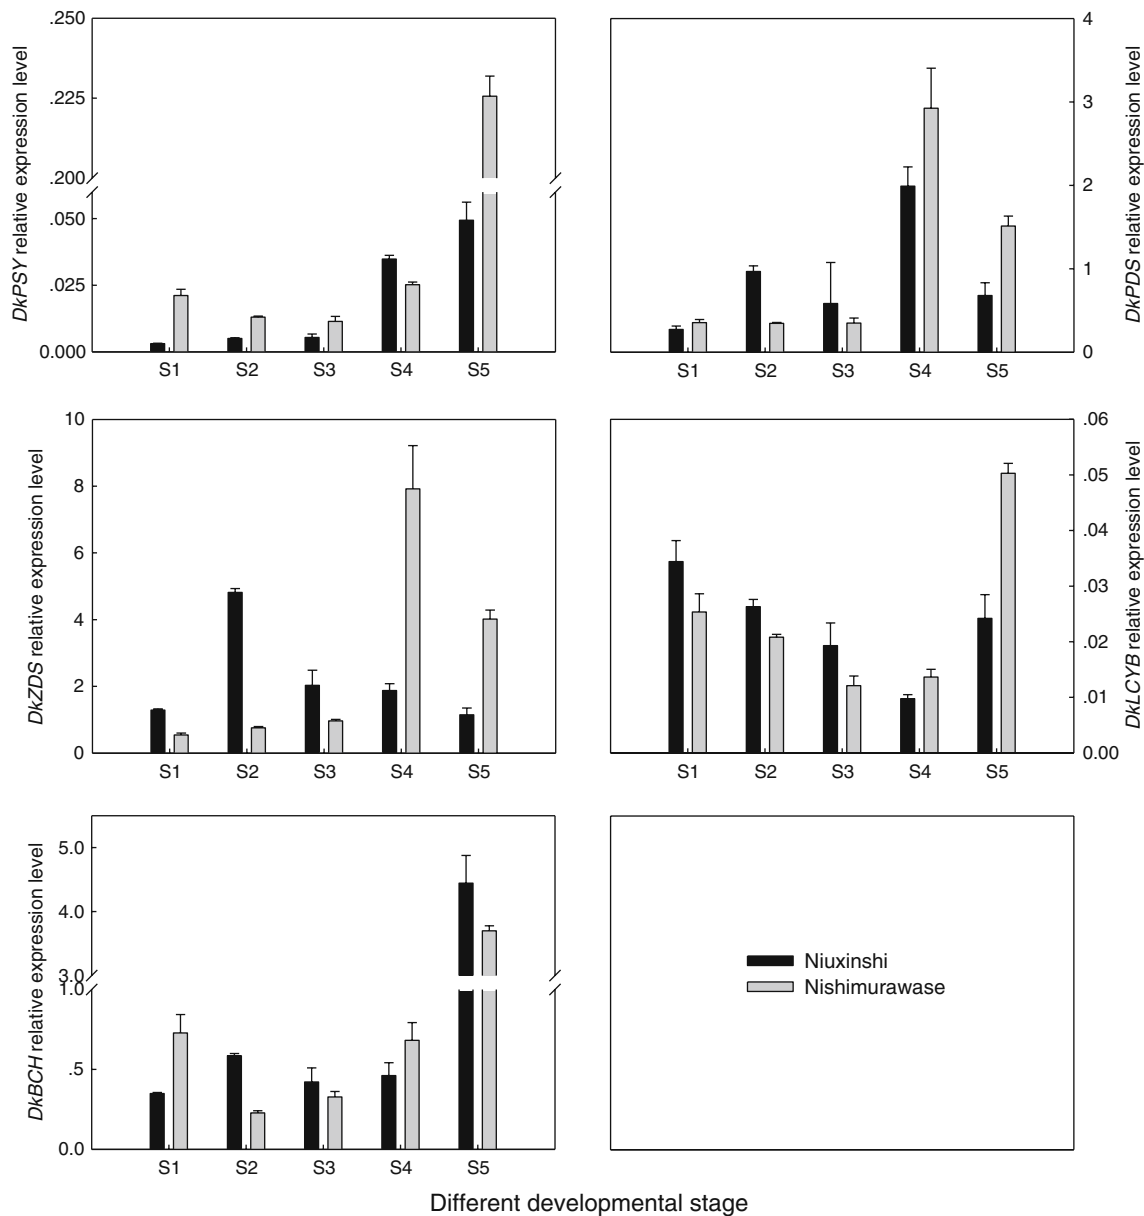 DkPSY relative expression level
.250
.225
.200
.050
.025
0.000
S1 S2 S3 S4 S5
DkPDS relative expression level
4
3
2
1
0
S1 S2 S3 S4 S5
DkZDS relative expression level
10
8
6
4
2
0
S1 S2 S3 S4 S5
DkLCYB relative expression level
.06
.05
.04
.03
.02
.01
0.00
S1 S2 S3 S4 S5
DkBCH relative expression level
5.0
4.0
3.0
1.0
.5
0.0
S1 S2 S3 S4 S5
Niuxinshi
Nishimurawase
Different developmental stage